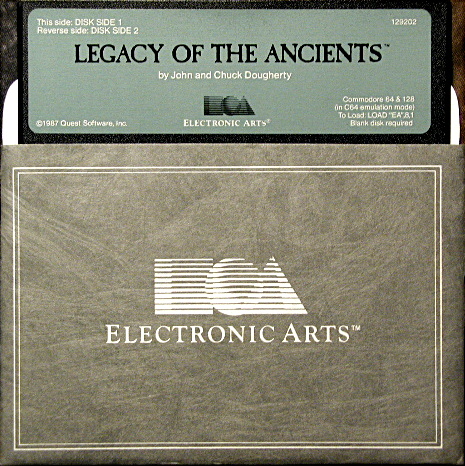 This side: DISK SIDE 1
Reverse side: DISK SIDE 2
129202
LEGACY OF THE ANCIENTS™
by John and Chuck Dougherty
EA
ELECTRONIC ARTS®
©1987 Quest Software, Inc.
Commodore 64 & 128
(in C64 emulation mode)
To Load: LOAD "EA",8,1
Blank disk required
EA
ELECTRONIC ARTS™